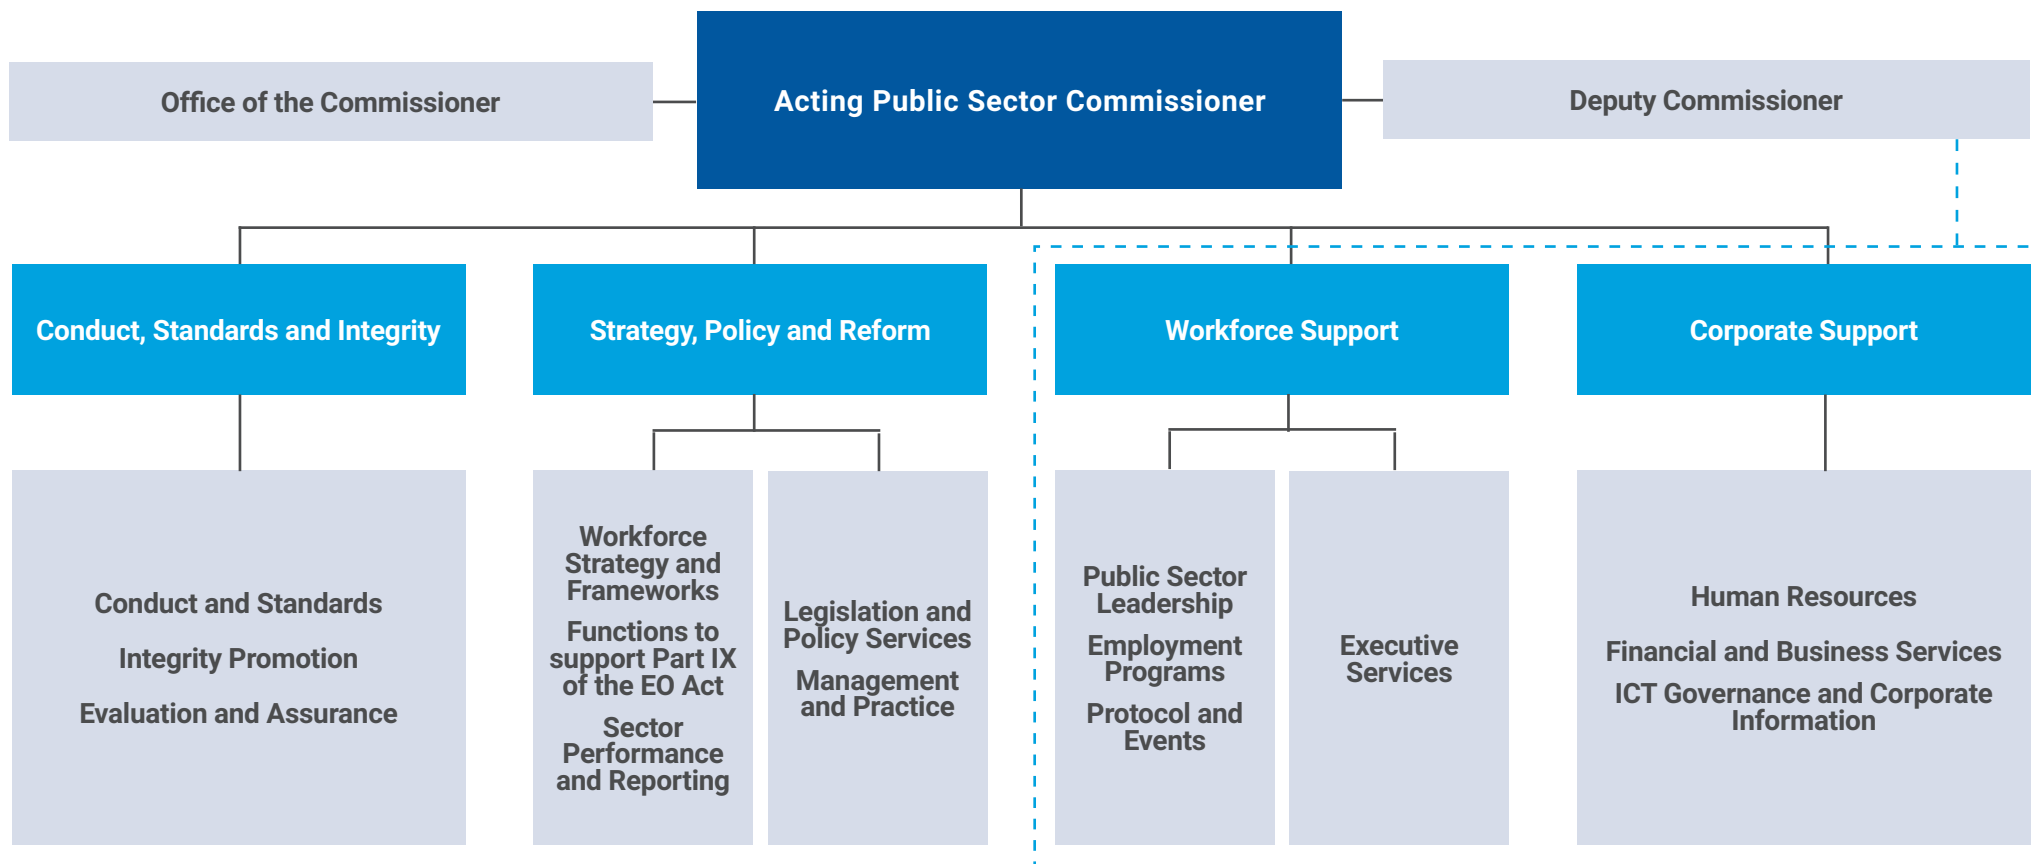 Office of the Commissioner
Acting Public Sector Commissioner
Deputy Commissioner
Conduct, Standards and Integrity
Strategy, Policy and Reform
Workforce Support
Corporate Support
Conduct and Standards
Integrity Promotion
Evaluation and Assurance
Workforce
Strategy and
Frameworks
Functions to
support Part IX
of the EO Act
Sector
Performance
and Reporting
Legislation and
Policy Services
Management
and Practice
Public Sector
Leadership
Employment
Programs
Protocol and
Events
Executive
Services
Human Resources
Financial and Business Services
ICT Governance and Corporate
Information